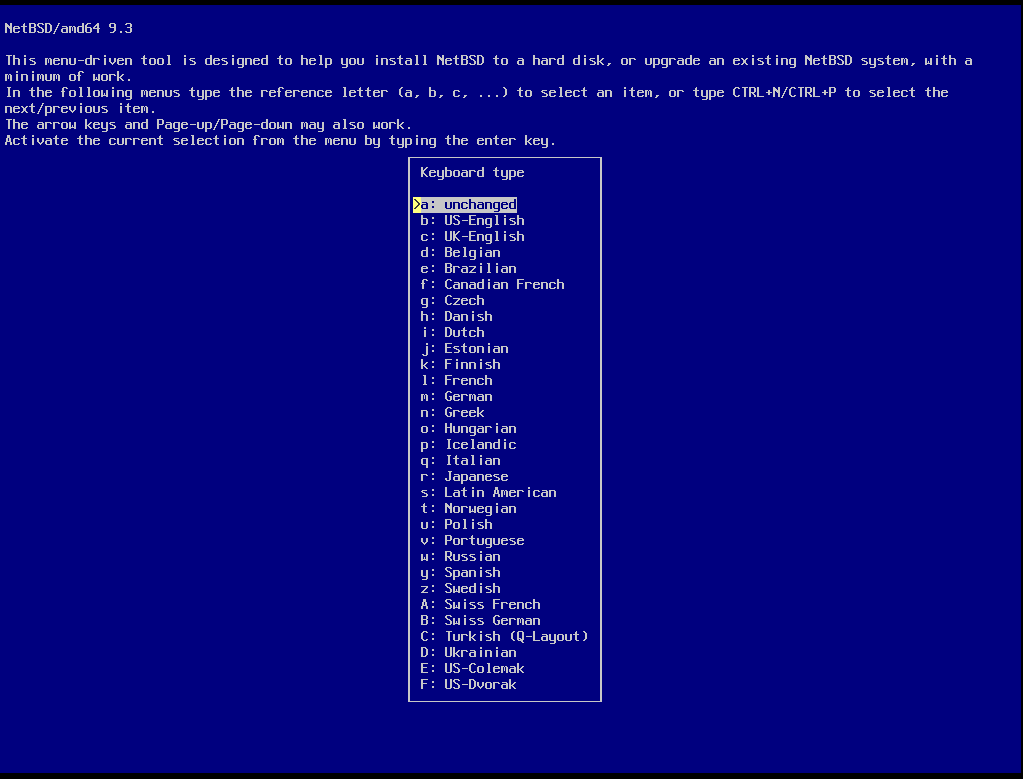 NetBSD/amd64 9.3
This menu-driven tool is designed to help you install NetBSD to a hard disk, or upgrade an existing NetBSD system, with a
minimum of work.
In the following menus type the reference letter (a, b, c, ...) to select an item, or type CTRL+N/CTRL+P to select the
next/previous item.
The arrow keys and Page-up/Page-down may also work.
Activate the current selection from the menu by typing the enter key.
Keyboard type
>a: unchanged
b: US-English
c: UK-English
d: Belgian
e: Brazilian
f: Canadian French
g: Czech
h: Danish
i: Dutch
j: Estonian
k: Finnish
l: French
m: German
n: Greek
o: Hungarian
p: Icelandic
q: Italian
r: Japanese
s: Latin American
t: Norwegian
u: Polish
v: Portuguese
w: Russian
y: Spanish
z: Swedish
A: Swiss French
B: Swiss German
C: Turkish (Q-Layout)
D: Ukrainian
E: US-Colemak
F: US-Dvorak